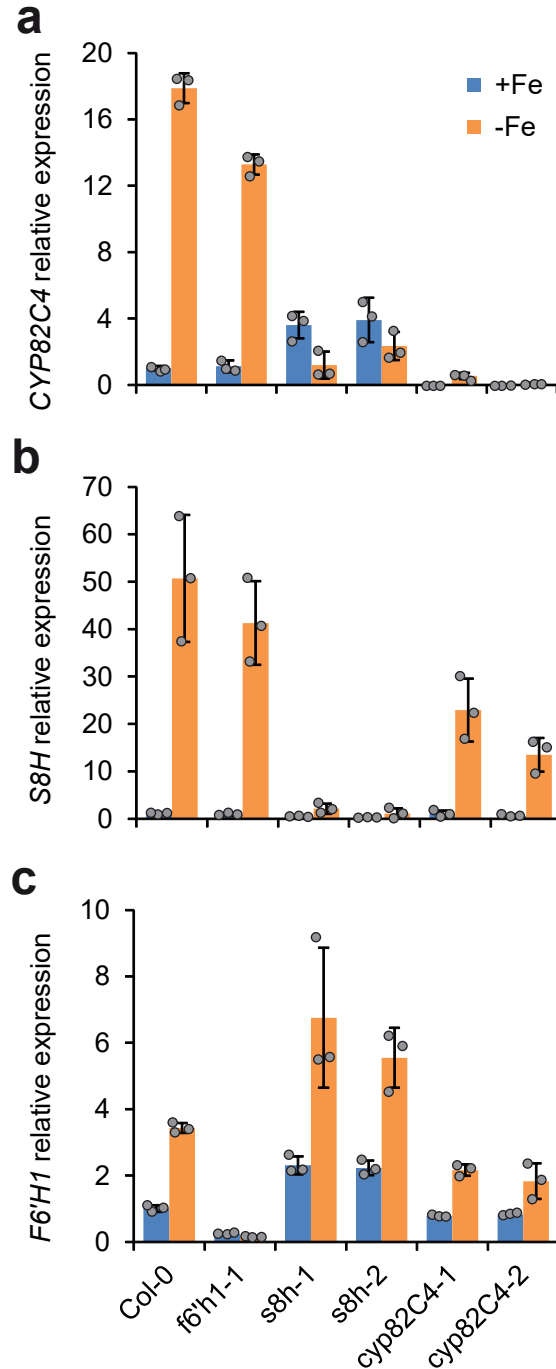 a
CYP82C4 relative expression
20
16
12
8
4
0
+Fe
-Fe
b
S8H relative expression
70
60
50
40
30
20
10
0
c
F6'H1 relative expression
10
8
6
4
2
0
Col-0
f6'h1-1
s8h-1
s8h-2
cyp82C4-1
cyp82C4-2